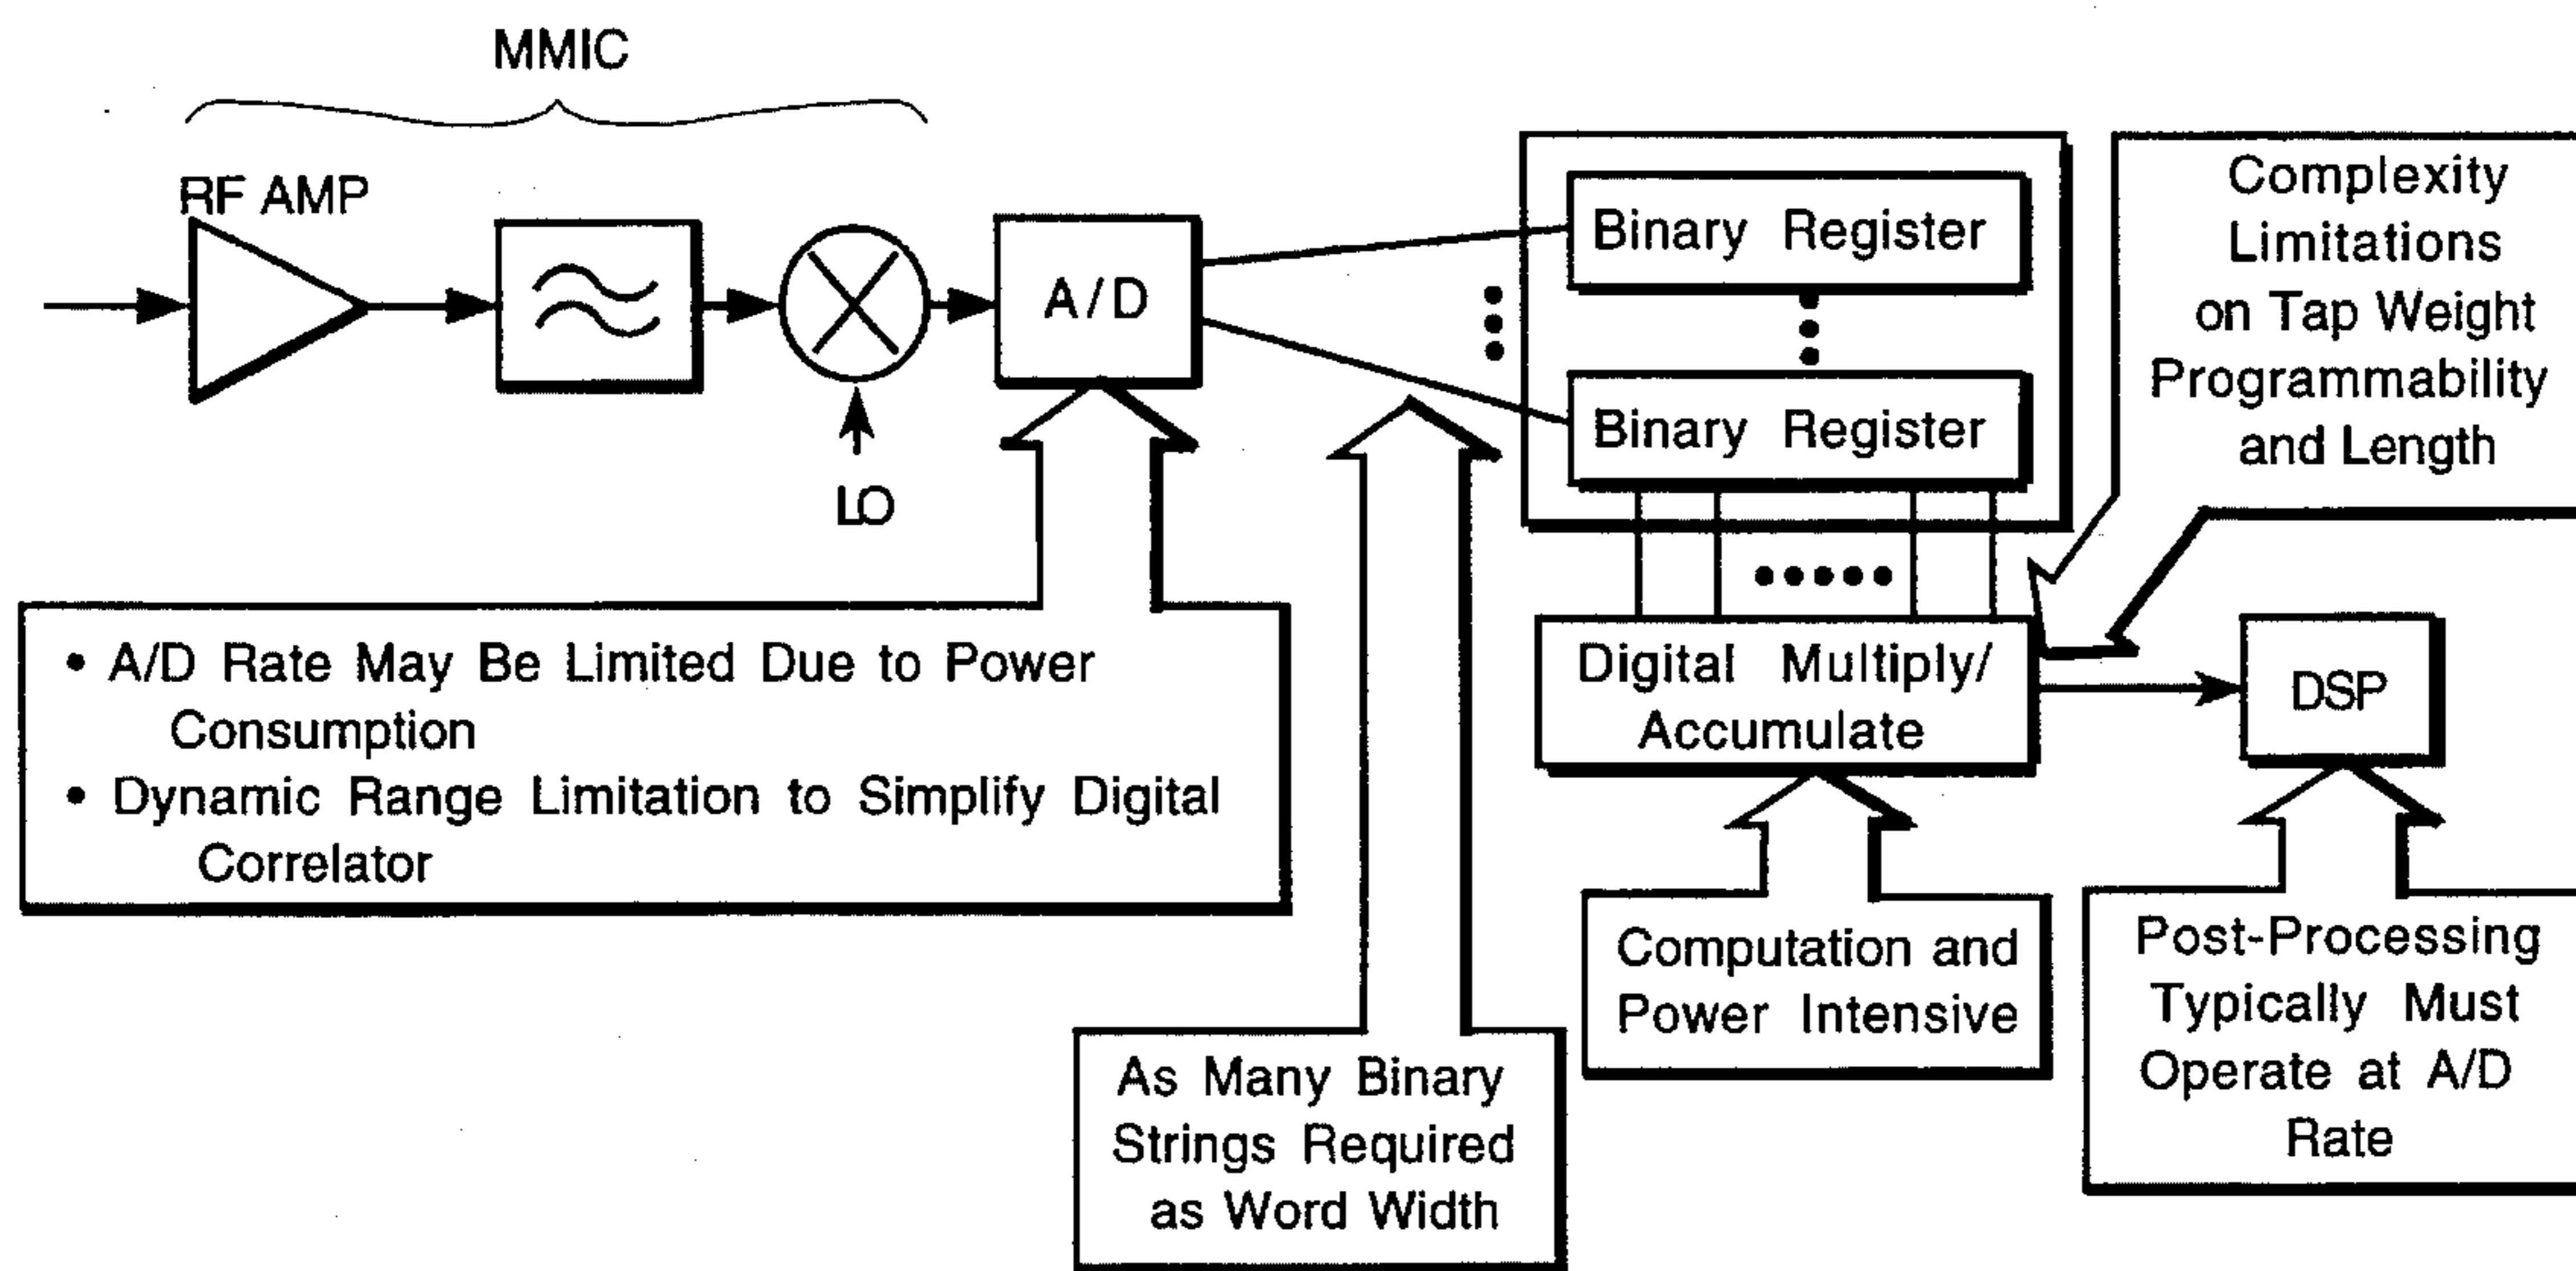 MMIC
RF AMP
LO
A/D
Binary Register
Binary Register
Complexity
Limitations
on Tap Weight
Programmability
and Length
Digital Multiply/
Accumulate
DSP
• A/D Rate May Be Limited Due to Power
Consumption
• Dynamic Range Limitation to Simplify Digital
Correlator
As Many Binary
Strings Required
as Word Width
Computation and
Power Intensive
Post-Processing
Typically Must
Operate at A/D
Rate